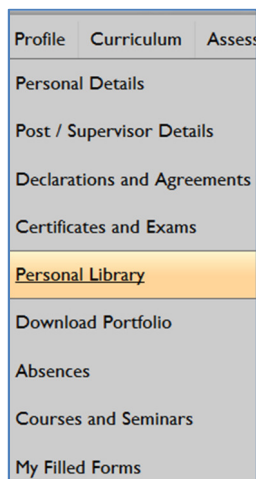 Profile Curriculum Assess
Personal Details
Post / Supervisor Details
Declarations and Agreements
Certificates and Exams
Personal Library
Download Portfolio
Absences
Courses and Seminars
My Filled Forms